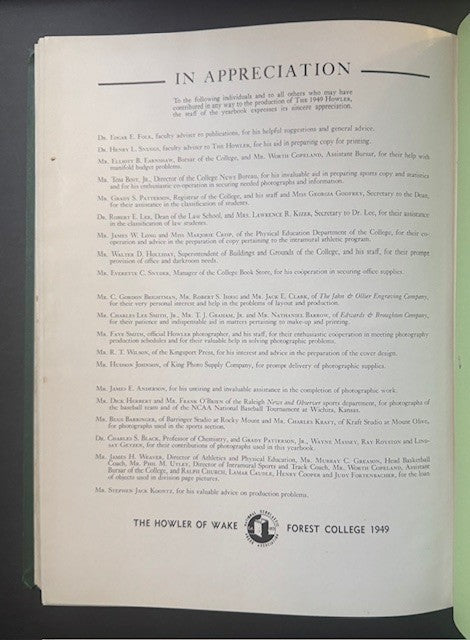 IN APPRECIATION
To the following individuals and to all others who may have
contributed in any way to the production of THE 1949 HOWLER,
the staff of the yearbook expresses its sincere appreciation.
DR. EDGAR E. FOLK, faculty adviser to publications, for his helpful suggestions and general advice.
DR. HENRY L. SNUGGS, faculty adviser to THE HOWLER, for his aid in preparing copy for printing.
MR. ELLIOTT B. EARNSHAW, Bursar of the College, and MR. WORTH COPELAND, Assistant Bursar, for their help with
manifold budget problems.
MR. TOM BOST, JR., Director of the College News Bureau, for his invaluable aid in preparing sports copy and statistics
and for his enthusiastic co-operation in securing needed photographs and information.
MR. GRADY S. PATTERSON, Registrar of the College, and his staff and MISS GEORGIA GODFREY, Secretary to the Dean,
for their assistance in the classification of students.
DR. ROBERT E. LEE, Dean of the Law School, and MRS. LAWRENCE R. KIZER, Secretary to Dr. Lee, for their assistance
in the classification of law students.
MR. JAMES W. LONG and MISS MARJORIE CRISP, of the Physical Education Department of the College, for their co-
operation and advice in the preparation of copy pertaining to the intramural athletic program.
MR. WALTER D. HOLLIDAY, Superintendent of Buildings and Grounds of the College, and his staff, for their prompt
provision of office and darkroom needs.
MR. EVERETTE C. SNYDER, Manager of the College Book Store, for his cooperation in securing office supplies.
MR. C. GORDON BRIGHTMAN, MR. ROBERT S. and MR. JACK E. CLARK, of The John & Ollier Engraving Company,
for their very personal interest and help in the problems of layout and production.
MR. CHARLES LEE SMITH, JR., MR. T. J. GRAHAM, JR. and MR. NATHANIEL BARROW, of Edwards & Broughton Company,
for their patience and indispensable aid in matters pertaining to make-up and printing.
MR. FAYE SMITH, official HOWLER photographer, and his staff, for their enthusiastic cooperation in meeting photography
production schedules and for their valuable help in solving photographic problems.
MR. R. T. WILSON, of the Kingsport Press, for his interest and advice in the preparation of the cover design.
MR. HUDSON JOHNSON, of King Photo Supply Company, for prompt delivery of photographic supplies.
MR. JAMES E. ANDERSON, for his untiring and invaluable assistance in the completion of photographic work.
MR. DICK HERBERT and MR. FRANK O'BRIEN of the Raleigh News and Observer sports department, for photographs of
the baseball team and of the NCAA National Baseball Tournament at Wichita, Kansas.
MR. BUGS BARRINGER, of Barringer Studio at Rocky Mount and MR. CHARLES KRAFT, of Kraft Studio at Mount Olive,
for photographs used in the sports section.
DR. CHARLES S. BLACK, Professor of Chemistry, and GRADY PATTERSON, JR., WAYNE MASSEY, RAY ROYSTON and LIND-
SAY for their contributions of photographs used in this yearbook.
MR. JAMES H. WEAVER, Director of Athletics and Physical Education, MR. MURRAY C. GREASON, Head Basketball
Coach, MR. PHIL M. UTLEY, Director of Intramural Sports and Track Coach, MR. WORTH COPELAND, Assistant
Bursar of the College, and RALPH CHURCH, LAMAR CAUDLE, HENRY COOPER and JUDY FORTENBACHER, for the loan
of objects used in division page pictures.
MR. STEPHEN JACK KOONTZ, for his valuable advice on production problems.
THE HOWLER OF WAKE FOREST COLLEGE 1949